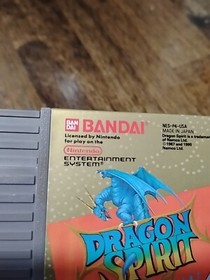 BAN
DAI
BANDAI
Licensed by Nintendo
for play on the
Nintendo
ENTERTAINMENT
SYSTEM®
NES-PK-USA
MADE IN JAPAN
Dragon Spirit is a trademark
of Namco Ltd.
© 1987 and 1990
Namco Ltd.
DRAGON
SPIRIT